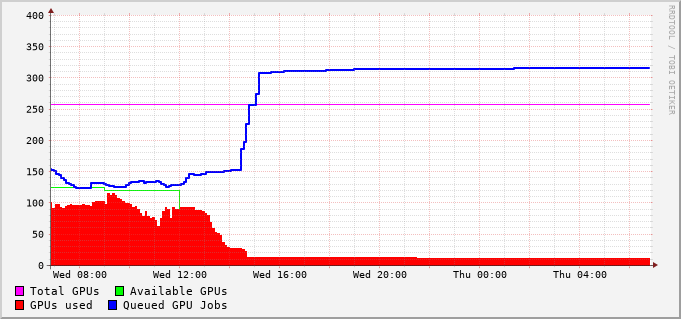 RRDTOOL / TOBI OETIKER
400
350
300
250
200
150
100
50
0
Wed 08:00 Wed 12:00 Wed 16:00 Wed 20:00 Thu 00:00 Thu 04:00
Total GPUs Available GPUs
GPUs used Queued GPU Jobs